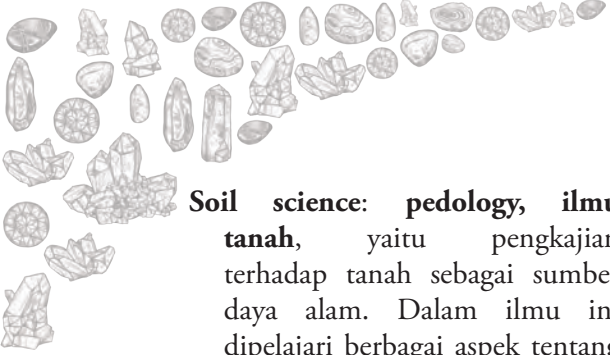 Soil science: pedology, ilmu
tanah, yaitu pengkajian
terhadap tanah sebagai sumbe
daya alam. Dalam ilmu in
dipelajari berbagai aspek tentang